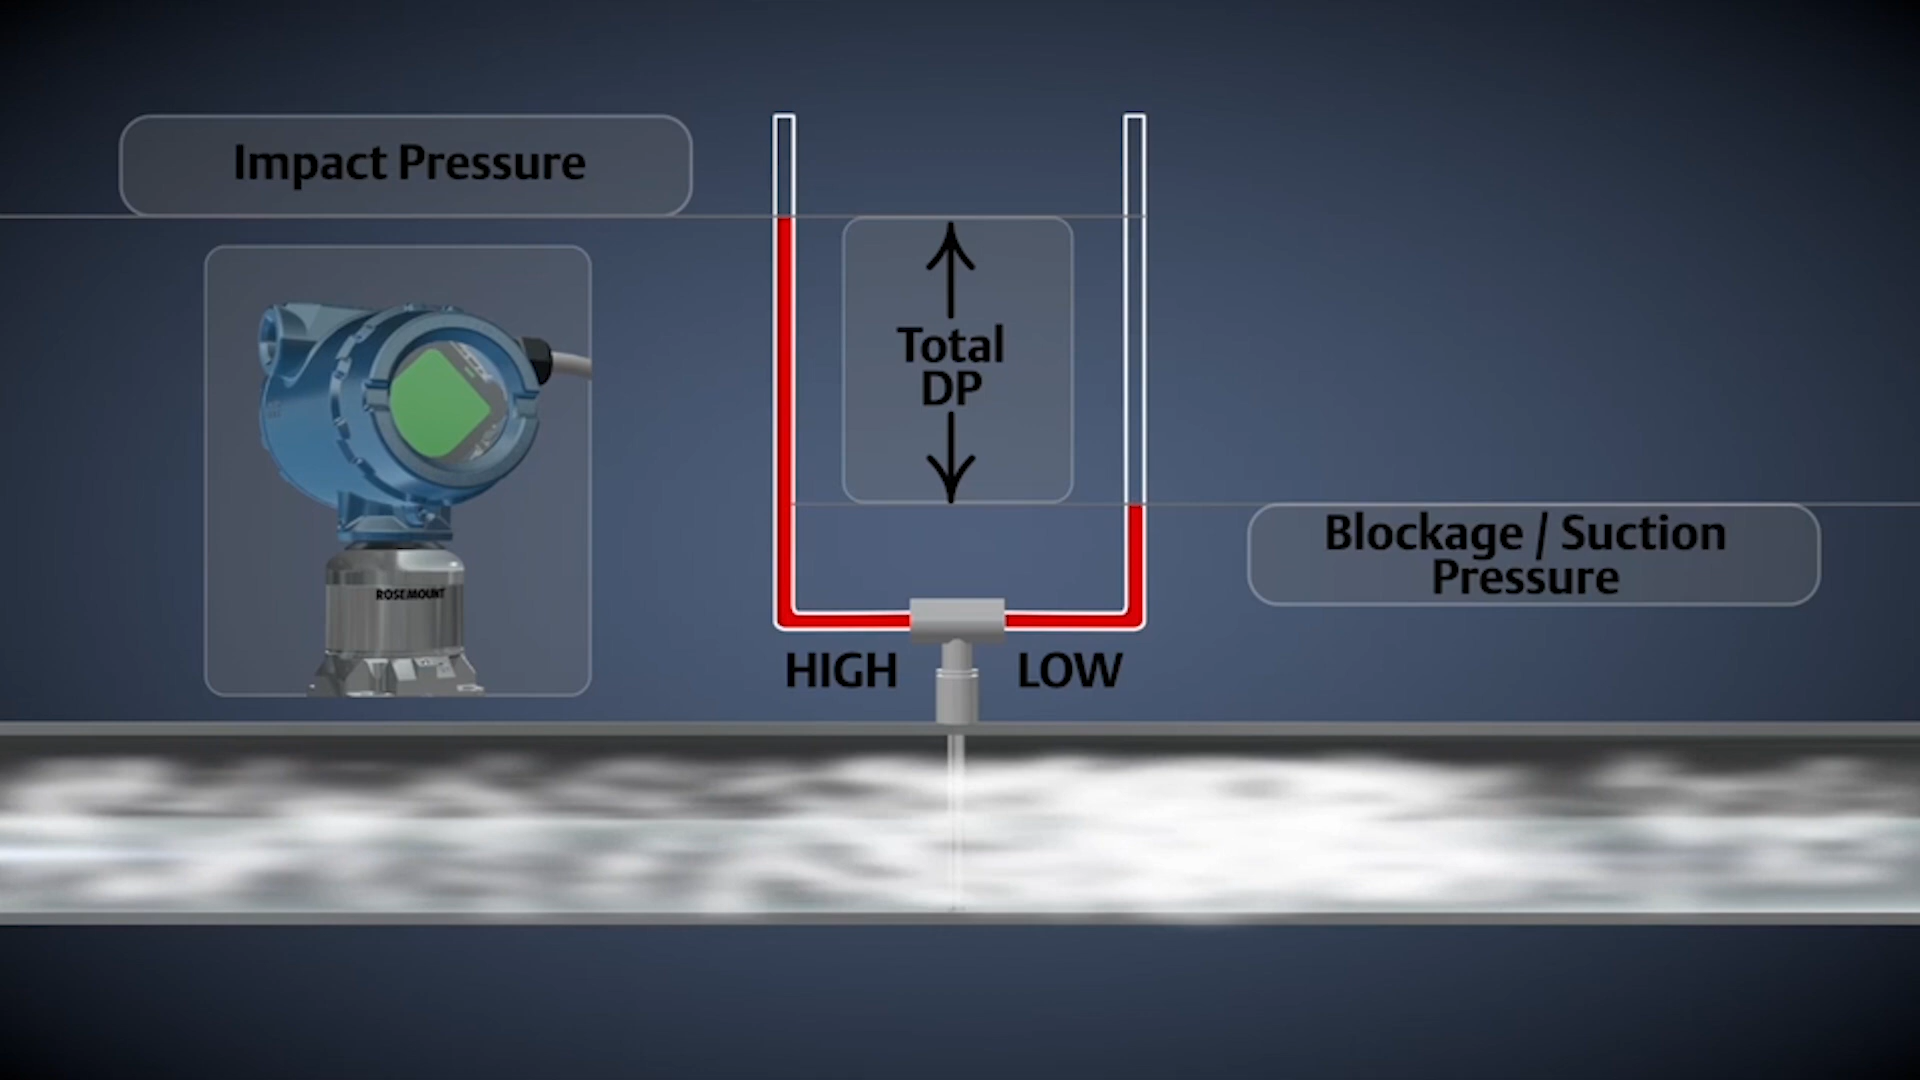 Impact Pressure
Total
DP
Blockage / Suction
Pressure
ROSEMOUNT
HIGH
LOW